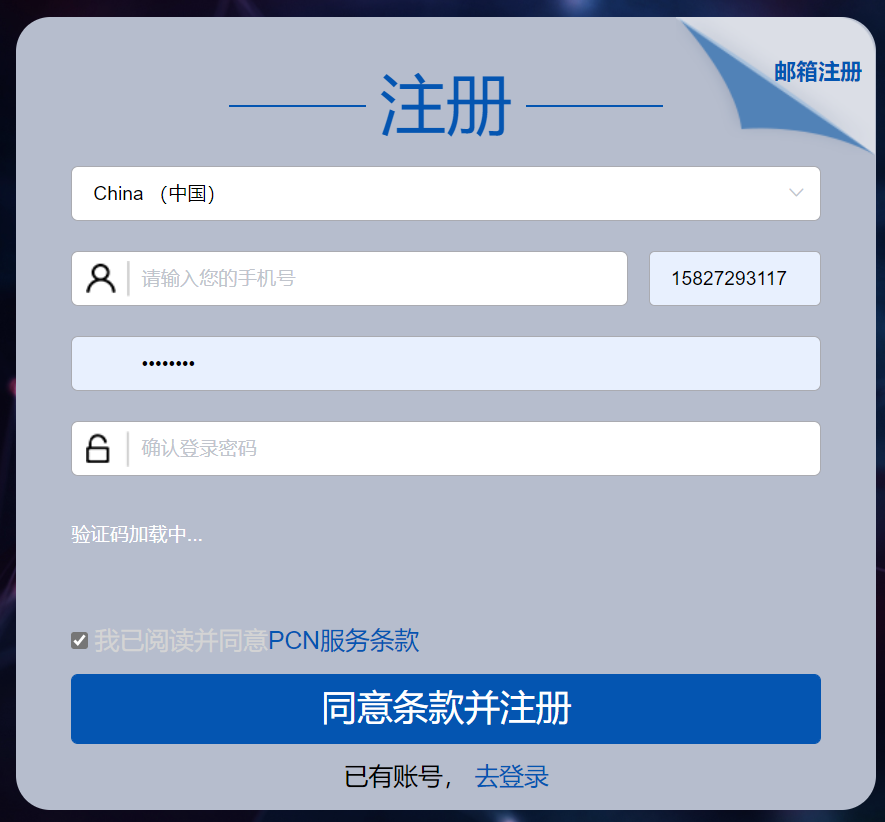 邮箱注册
注册
China （中国）
请输入您的手机号
15827293117
••••••••
确认登录密码
验证码加载中...
我已阅读并同意PCN服务条款
同意条款并注册
已有账号， 去登录